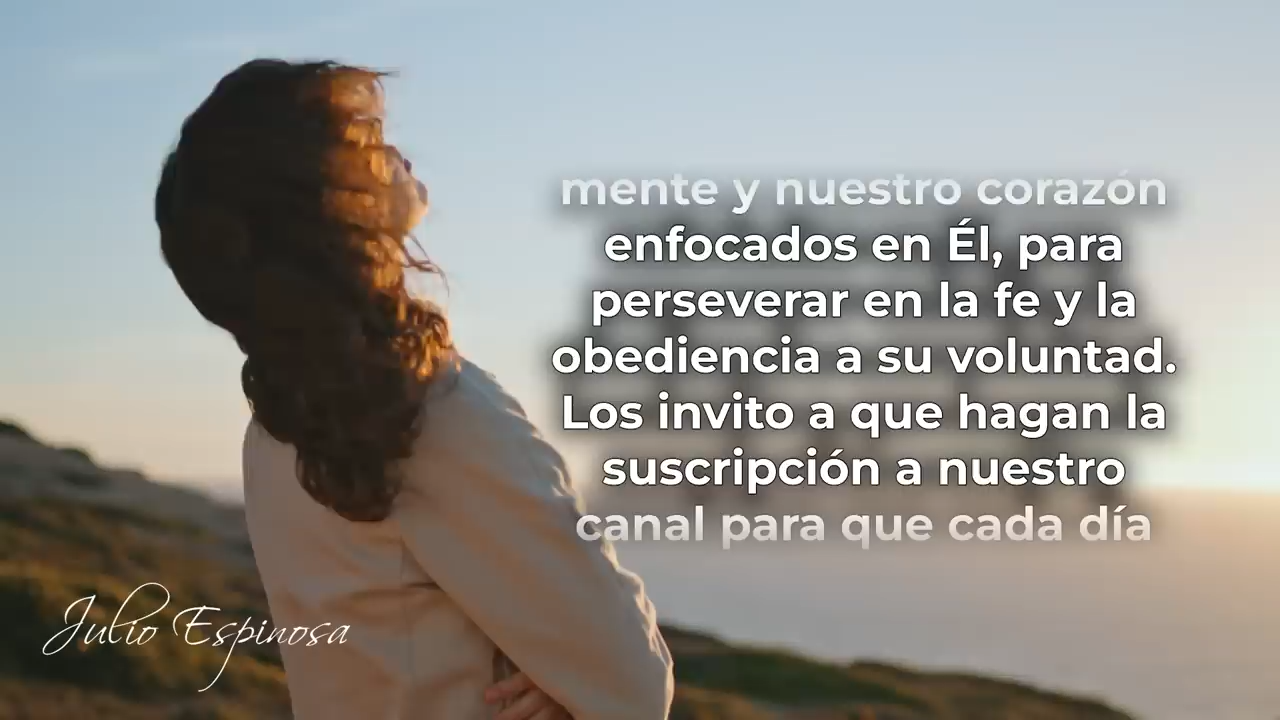 mente y nuestro corazón
enfocados en Él, para
perseverar en la fe y la
obediencia a su voluntad.
Los invito a que hagan la
suscripción a nuestro
canal para que cada día
Julio Espinosa